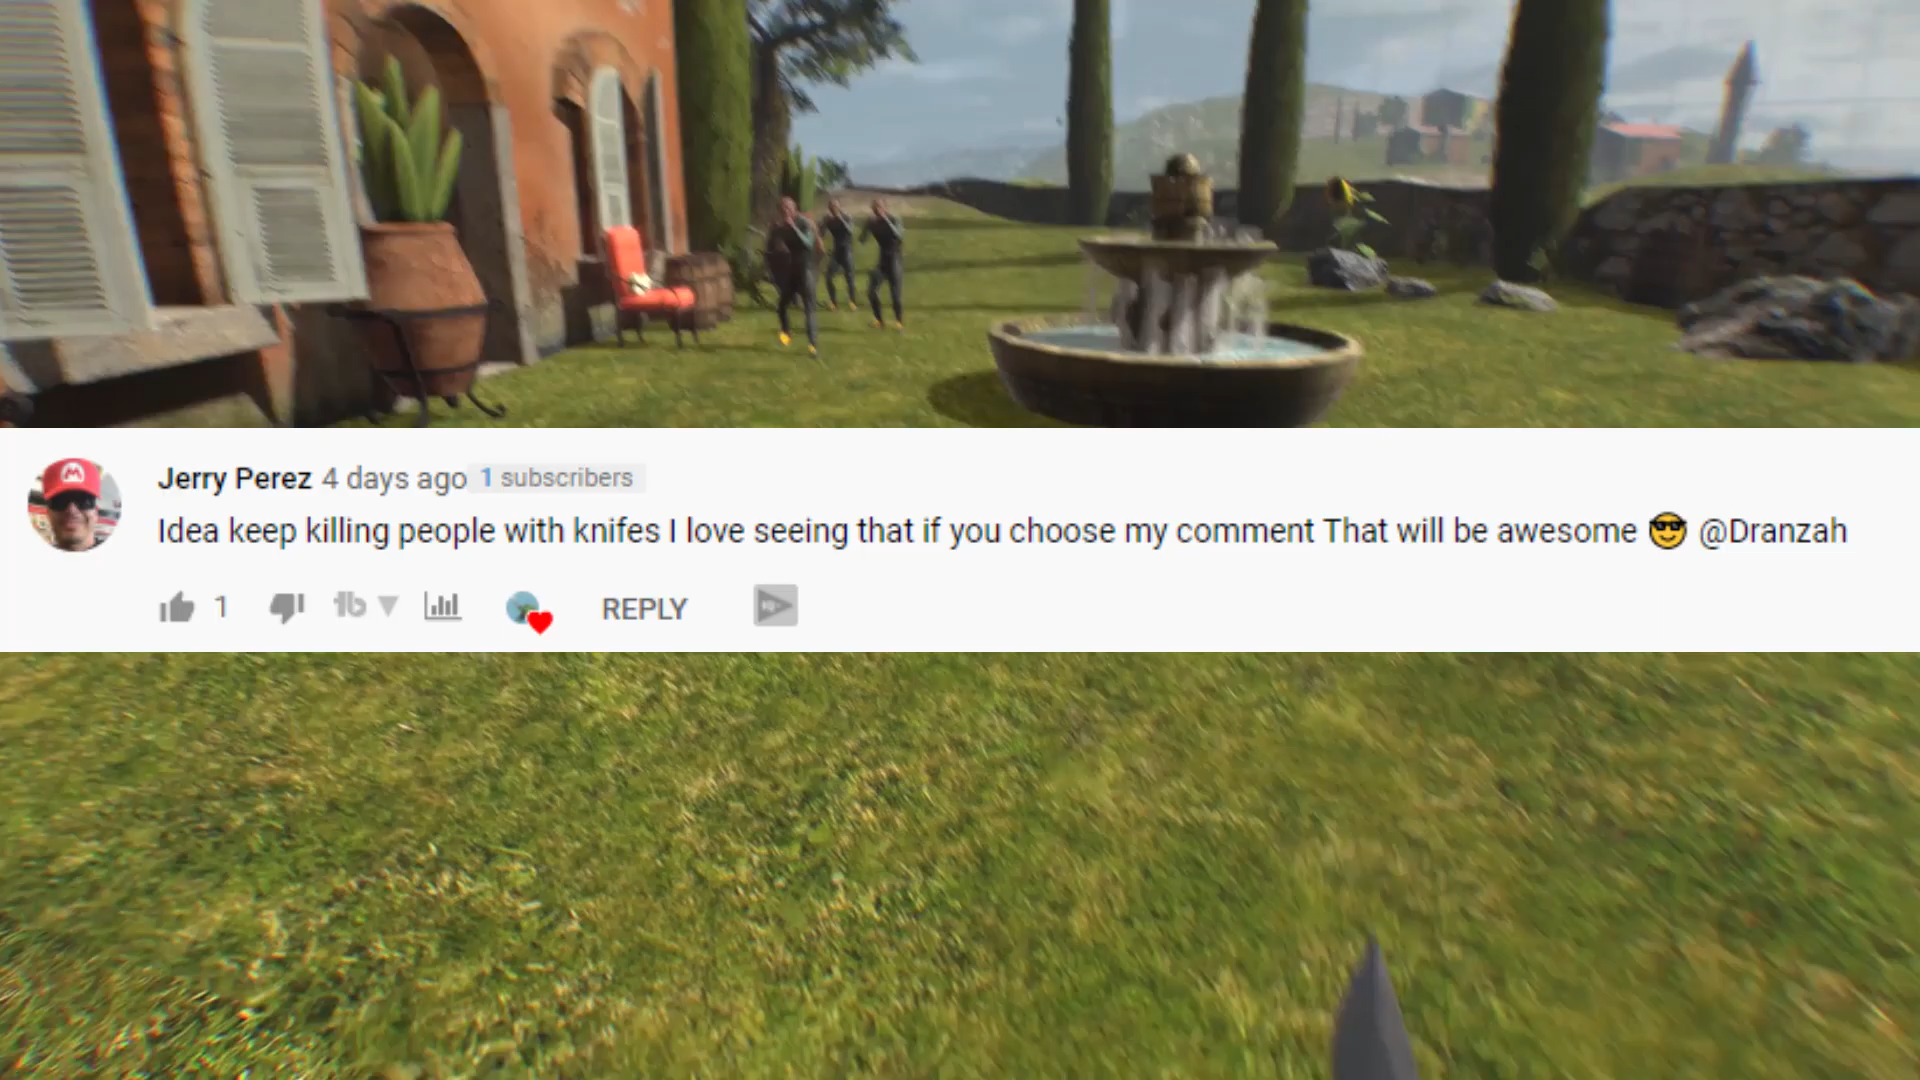 Jerry Perez 4 days ago 1 subscribers
Idea keep killing people with knifes I love seeing that if you choose my comment That will be awesome 😎 @Dranzah
1 REPLY